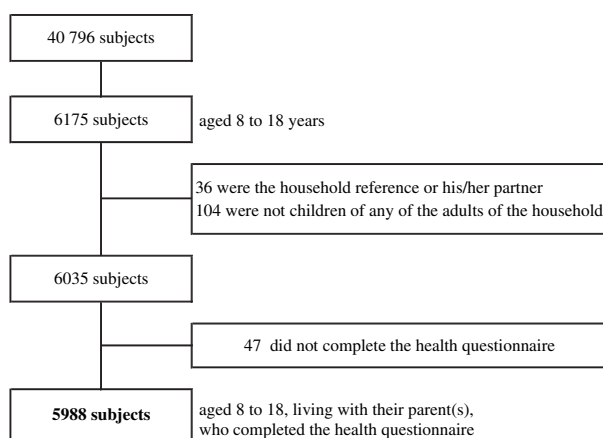 40 796 subjects
6175 subjects
aged 8 to 18 years
36 were the household reference or his/her partner
104 were not children of any of the adults of the household
6035 subjects
47 did not complete the health questionnaire
5988 subjects
aged 8 to 18, living with their parent(s),
who completed the health questionnaire